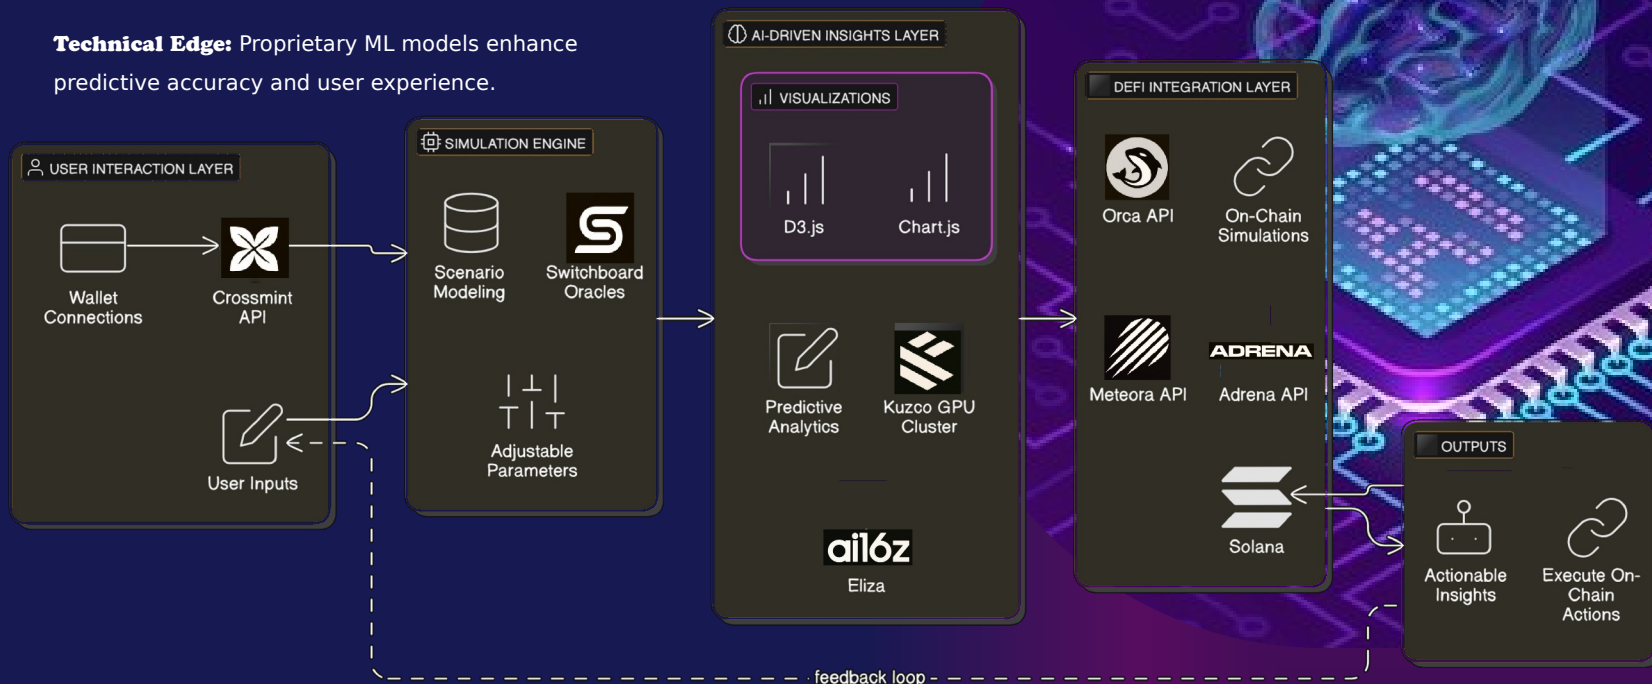 Technical Edge: Proprietary ML models enhance
predictive accuracy and user experience.
USER INTERACTION LAYER
Wallet
Connections
Crossmint
API
User Inputs
SIMULATION ENGINE
Scenario
Modeling
Switchboard
Oracles
Adjustable
Parameters
AI-DRIVEN INSIGHTS LAYER
VISUALIZATIONS
D3.js
Chart.js
Predictive
Analytics
Kuzco GPU
Cluster
ai16z
Eliza
DEFI INTEGRATION LAYER
Orca API
On-Chain
Simulations
Meteora API
ADRENA
Adrena API
Solana
OUTPUTS
Actionable
Insights
Execute On-
Chain
Actions
feedback loop
AI